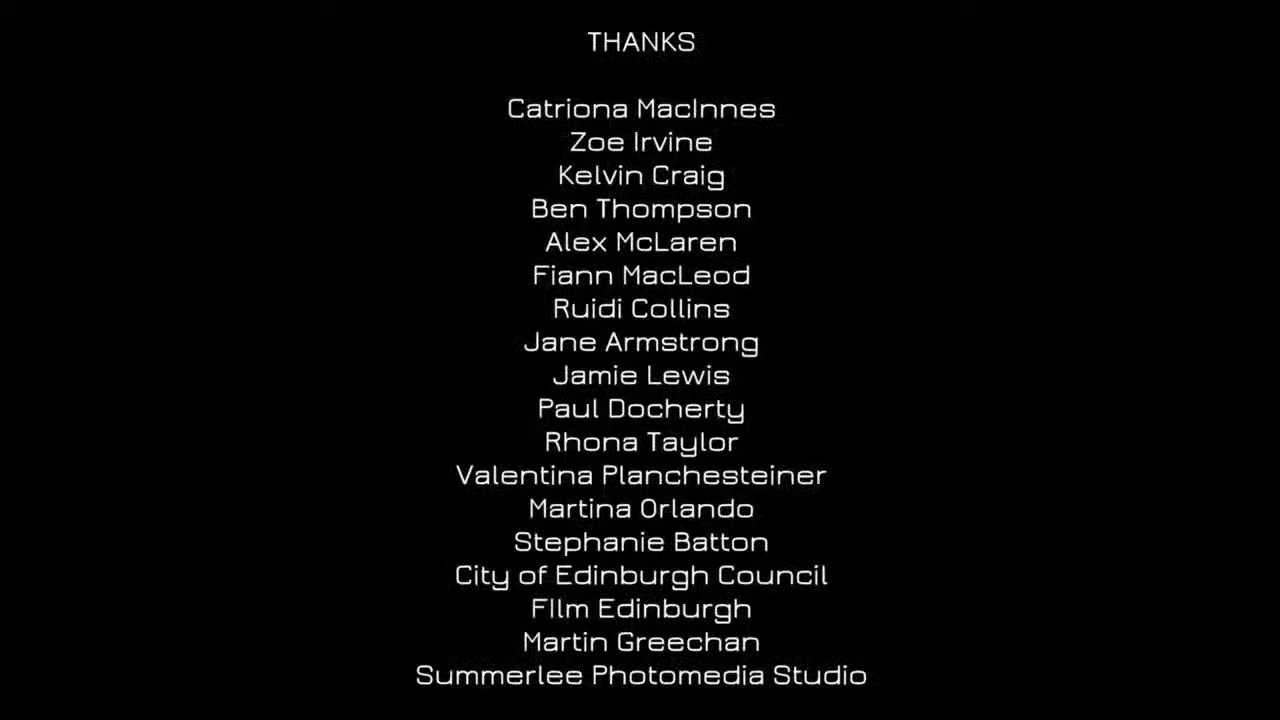 THANKS
Catriona MacInnes
Zoe Irvine
Kelvin Craig
Ben Thompson
Alex McLaren
Fiann MacLeod
Ruidi Collins
Jane Armstrong
Jamie Lewis
Paul Docherty
Rhona Taylor
Valentina Planchesteiner
Martina Orlando
Stephanie Batton
City of Edinburgh Council
FIlm Edinburgh
Martin Greechan
Summerlee Photomedia Studio